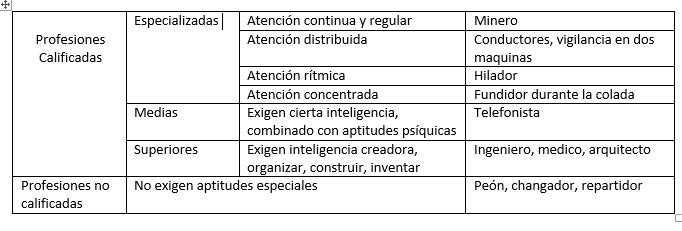 Profesiones
Calificadas
Especializadas
Atención continua y regular
Minero
Atención distribuida
Conductores, vigilancia en dos
maquinas
Atención rítmica
Hilador
Atención concentrada
Fundidor durante la colada
Medias
Exigen cierta inteligencia,
combinado con aptitudes psíquicas
Telefonista
Superiores
Exigen inteligencia creadora,
organizar, construir, inventar
Ingeniero, medico, arquitecto
Profesiones no
calificadas
No exigen aptitudes especiales
Peón, changador, repartidor